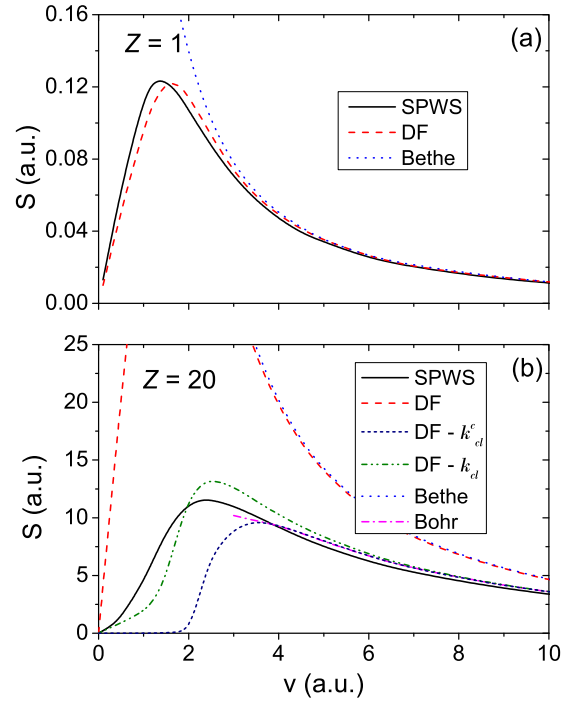 Z = 1
(a)
0.16
SPWS
DF
Bethe
0.12
0.08
0.04
0.00
S (a.u.)
Z = 20
(b)
25
SPWS
DF
DF - k^c_cl
DF - k_cl
Bethe
Bohr
20
15
10
5
0
S (a.u.)
0 2 4 6 8 10
v (a.u.)